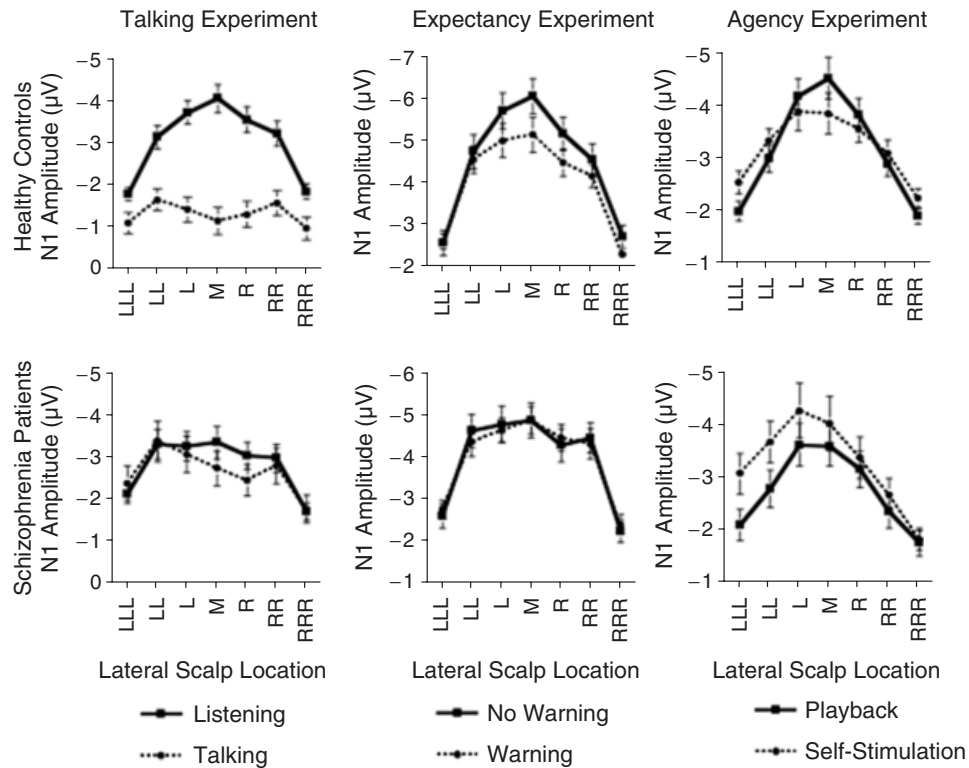 Talking Experiment
Expectancy Experiment
Agency Experiment
Healthy Controls
N1 Amplitude (µV)
−5
−4
−3
−2
−1
0
LLL
LL
L
M
R
RR
RRR
N1 Amplitude (µV)
−7
−6
−5
−4
−3
−2
LLL
LL
L
M
R
RR
RRR
N1 Amplitude (µV)
−5
−4
−3
−2
−1
LLL
LL
L
M
R
RR
RRR
Schizophrenia Patients
N1 Amplitude (µV)
−5
−4
−3
−2
−1
0
LLL
LL
L
M
R
RR
RRR
N1 Amplitude (µV)
−6
−5
−4
−3
−2
−1
LLL
LL
L
M
R
RR
RRR
N1 Amplitude (µV)
−5
−4
−3
−2
−1
LLL
LL
L
M
R
RR
RRR
Lateral Scalp Location
Lateral Scalp Location
Lateral Scalp Location
Listening
Talking
No Warning
Warning
Playback
Self-Stimulation